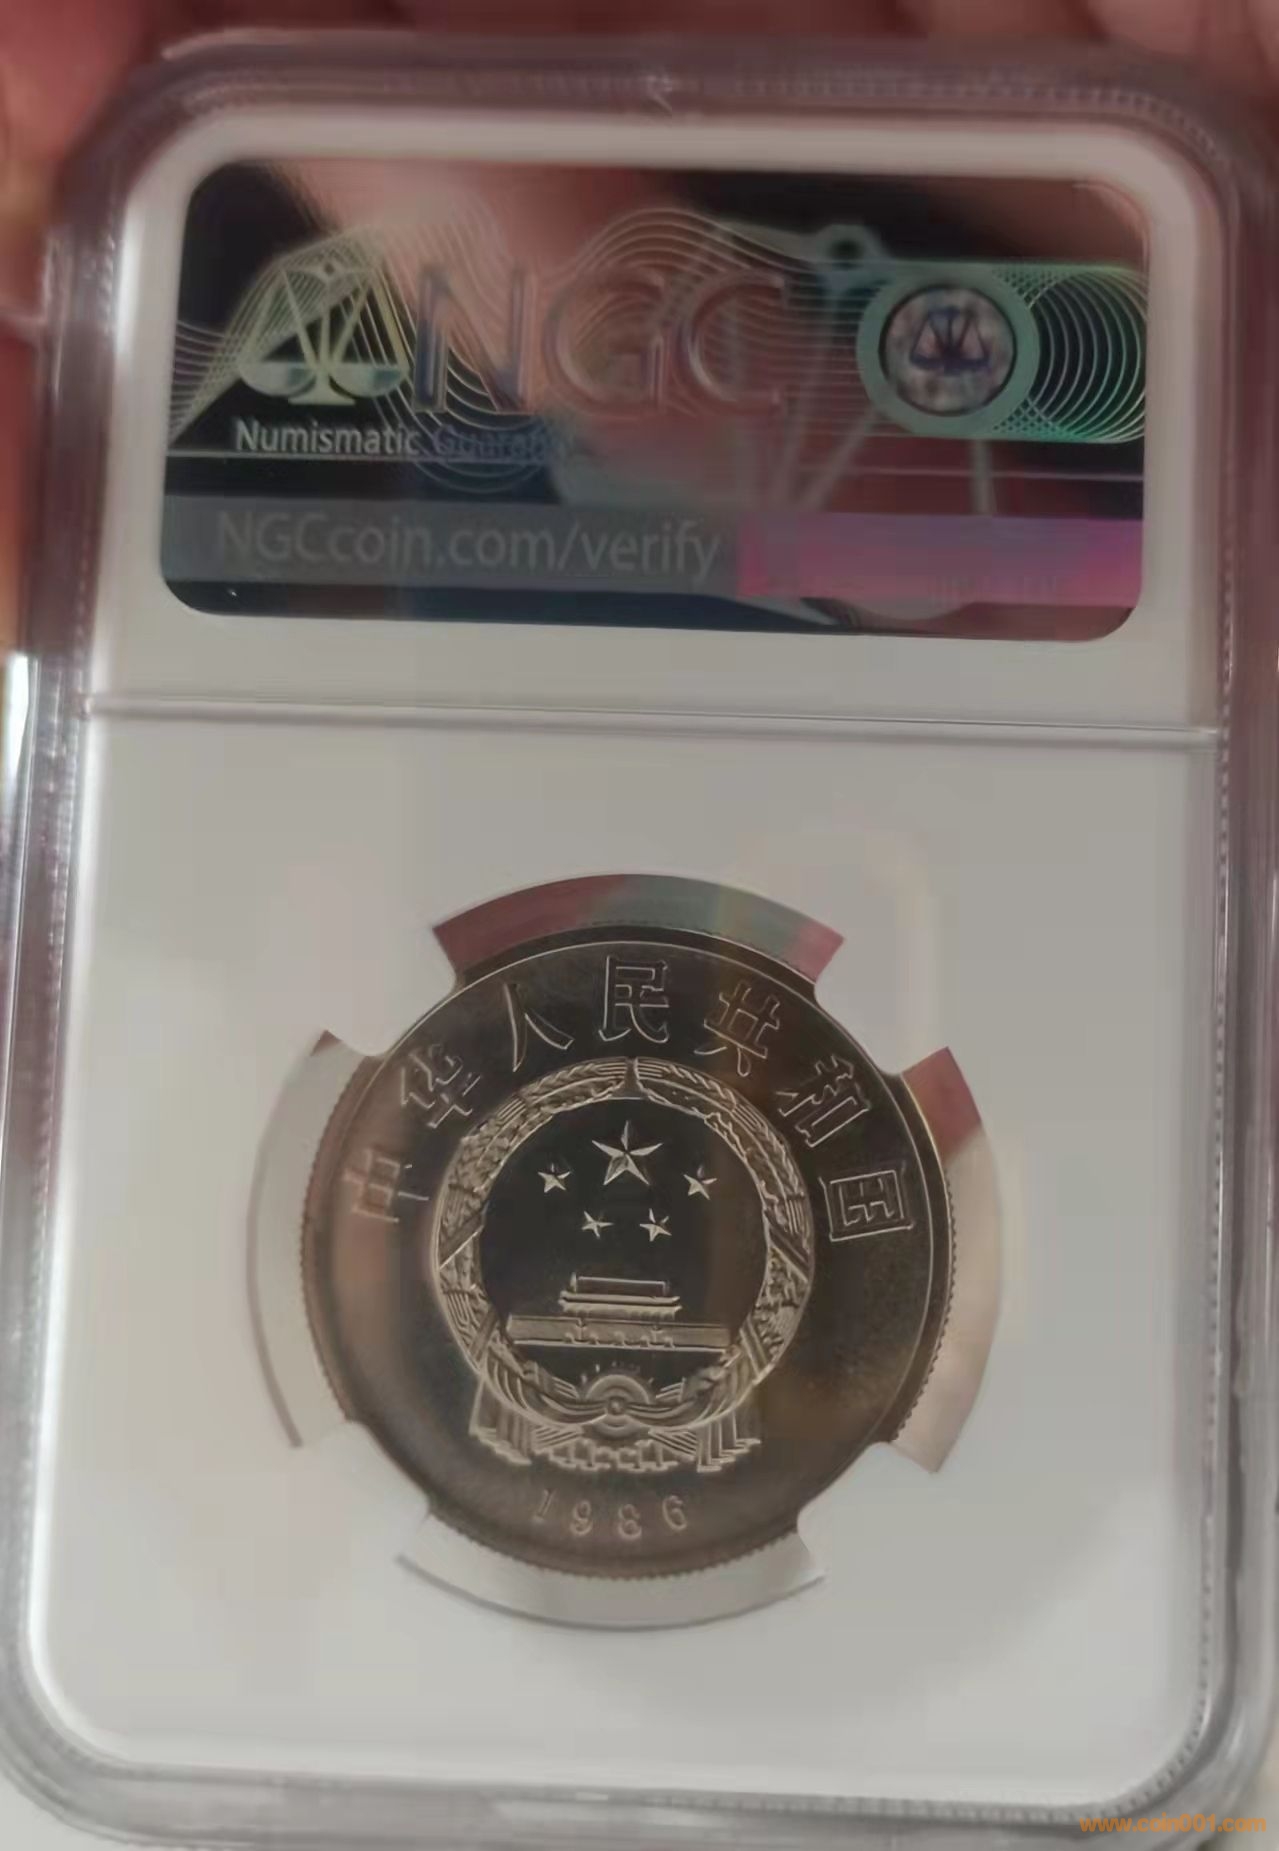 NGC
Numismatic
NGCcoin.com/verify
中华人民共和国
1986
www.coin001.com